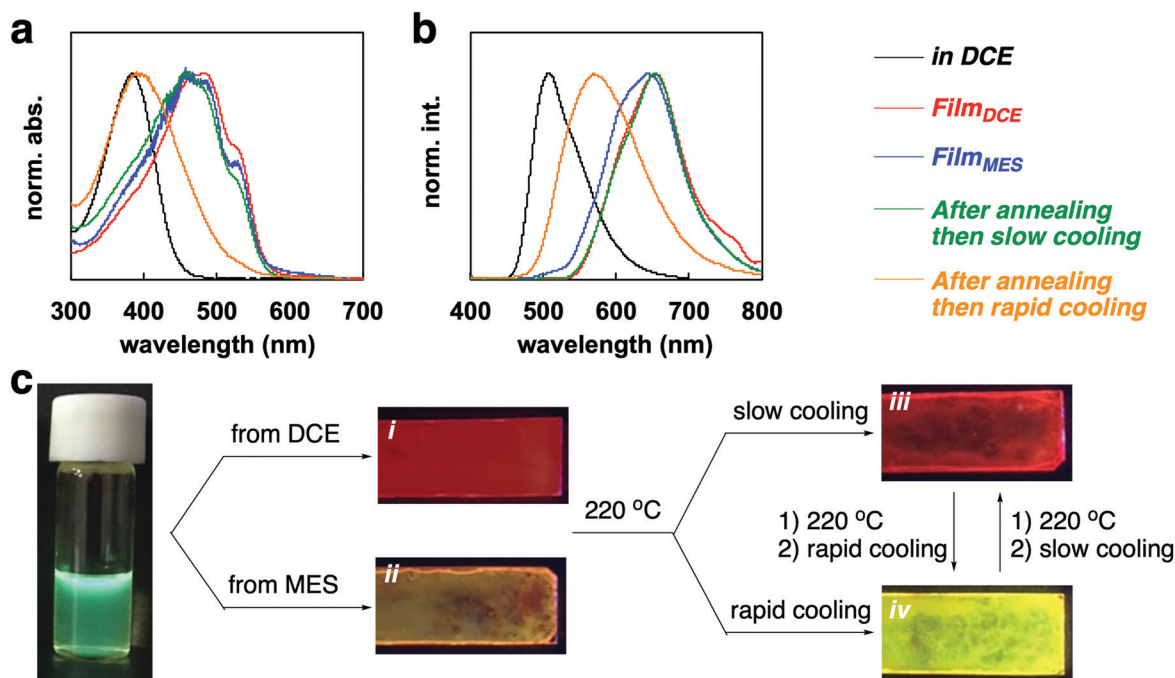 a
norm. abs.
300 400 500 600 700
wavelength (nm)
b
norm. int.
400 500 600 700 800
wavelength (nm)
in DCE
Film_DCE
Film_MES
After annealing
then slow cooling
After annealing
then rapid cooling
c
from DCE
from MES
i
ii
220 °C
slow cooling
rapid cooling
iii
1) 220 °C
2) rapid cooling
1) 220 °C
2) slow cooling
iv